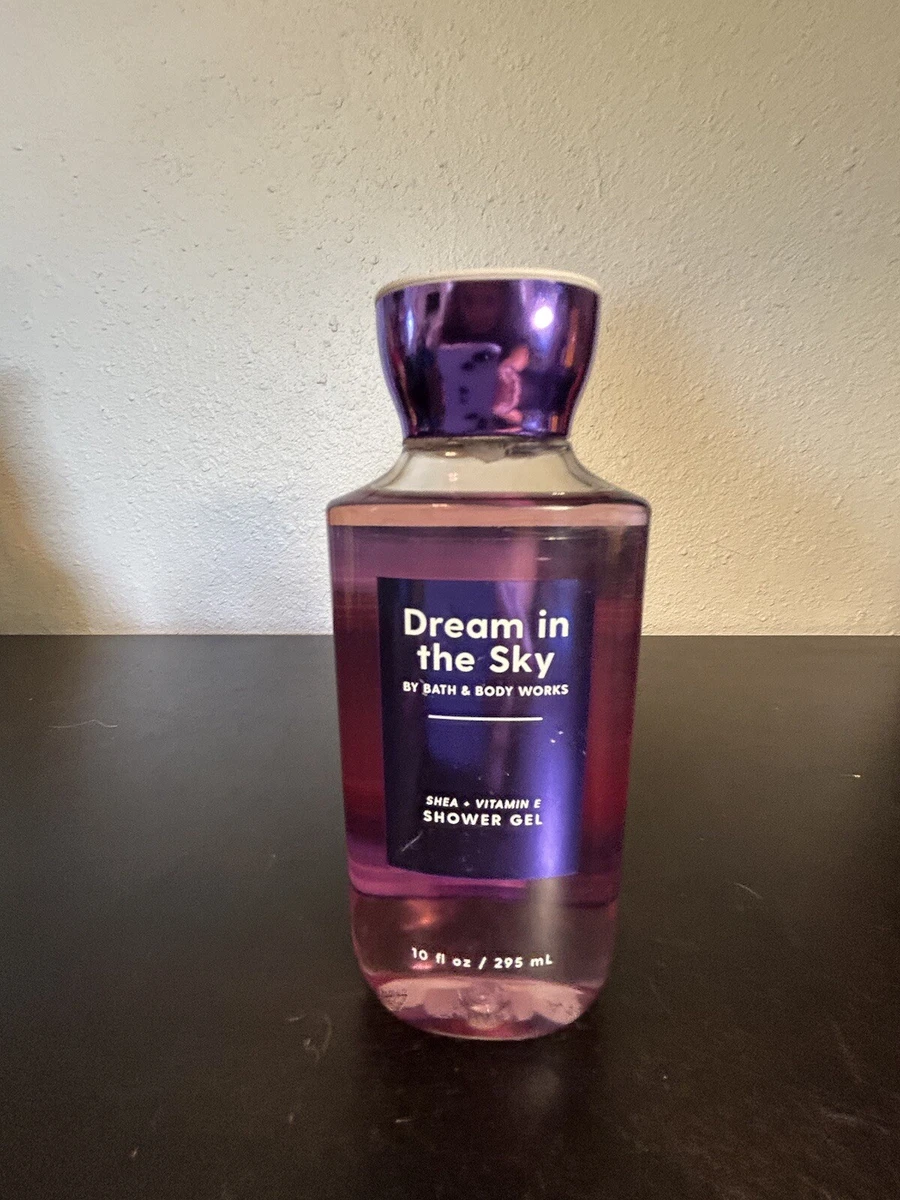 Dream in
the Sky
BY BATH & BODY WORKS
SHEA + VITAMIN E
SHOWER GEL
10 fl oz / 295 mL